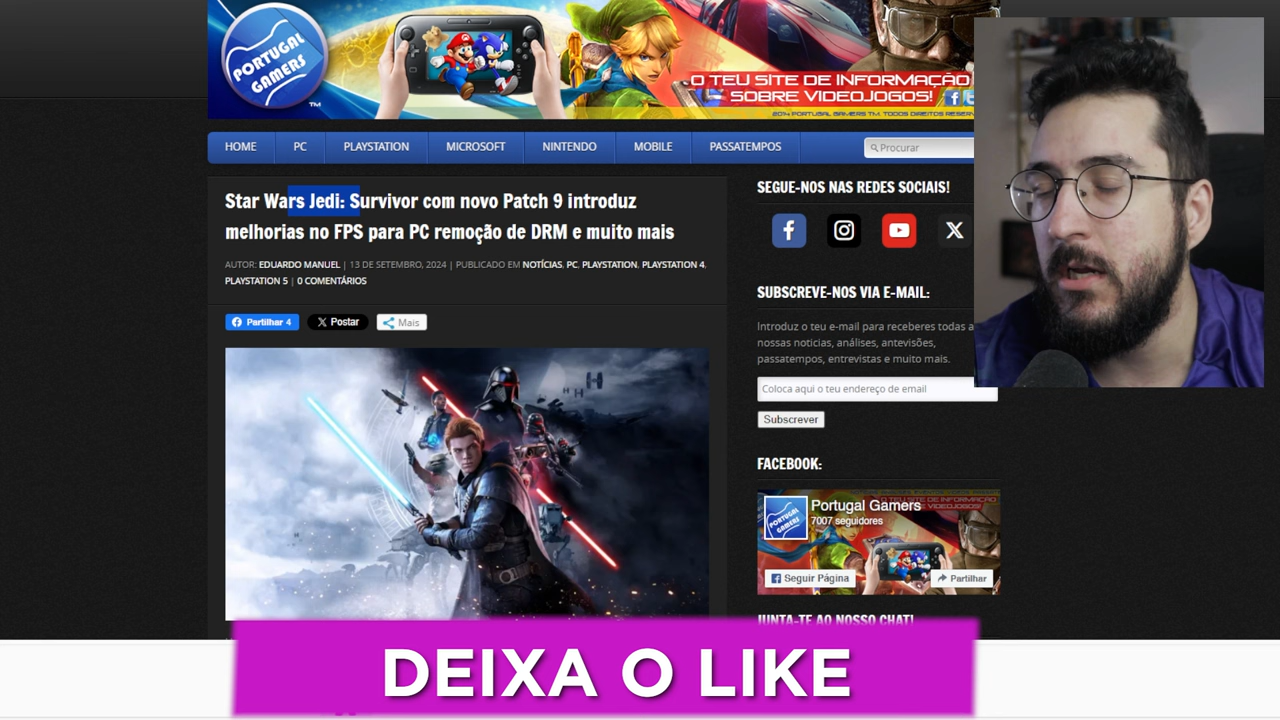 PORTUGAL
GAMERS
™
O TEU SITE DE INFORMAÇÃO
SOBRE VIDEOJOGOS!
HOME
PC
PLAYSTATION
MICROSOFT
NINTENDO
MOBILE
PASSATEMPOS
Procurar
Star Wars Jedi: Survivor com novo Patch 9 introduz
melhorias no FPS para PC remoção de DRM e muito mais
AUTOR: EDUARDO MANUEL | 13 DE SETEMBRO, 2024 | PUBLICADO EM NOTÍCIAS, PC, PLAYSTATION, PLAYSTATION 4,
PLAYSTATION 5 | 0 COMENTÁRIOS
Partilhar 4
Postar
Mais
SEGUE-NOS NAS REDES SOCIAIS!
SUBSCREVE-NOS VIA E-MAIL:
Introduz o teu e-mail para receberes todas a
nossas noticias, análises, antevisões,
passatempos, entrevistas e muito mais.
Coloca aqui o teu endereço de email
Subscrever
FACEBOOK:
PORTUGAL
GAMERS
Portugal Gamers
7007 seguidores
Seguir Página
Partilhar
JUNTA-TE AO NOSSO CHAT!
DEIXA O LIKE